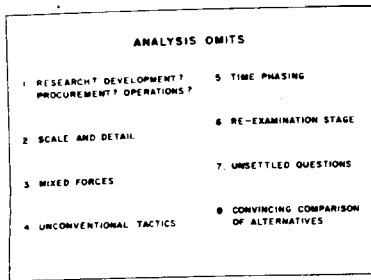 ANALYSIS OMITS
1 RESEARCH? DEVELOPMENT?
PROCUREMENT? OPERATIONS?
2 SCALE AND DETAIL
3 MIXED FORCES
4 UNCONVENTIONAL TACTICS
5 TIME PHASING
6 RE-EXAMINATION STAGE
7. UNSETTLED QUESTIONS
8 CONVINCING COMPARISON
OF ALTERNATIVES